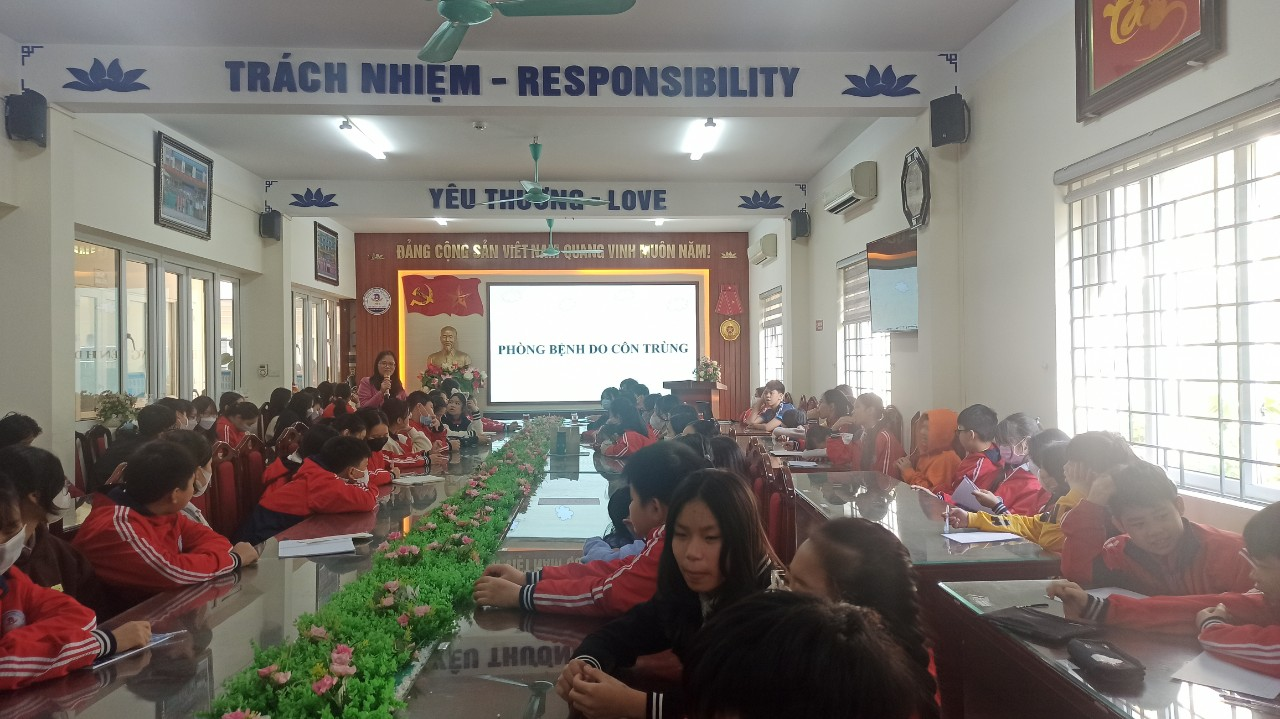 TRÁCH NHIỆM - RESPONSIBILITY
YÊU THƯƠNG - LOVE
ĐẢNG CỘNG SẢN VIỆT NAM QUANG VINH MUÔN NĂM!
PHÒNG BỆNH DO CÔN TRÙNG